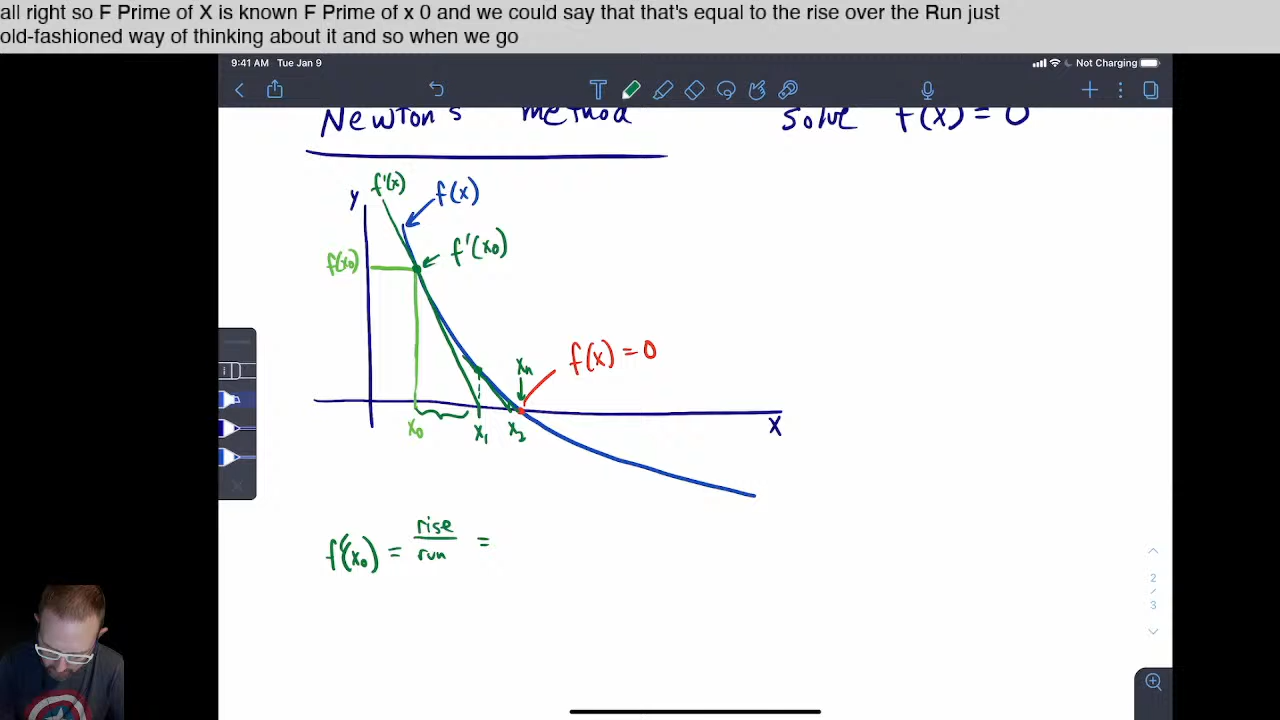 all right so F Prime of X is known F Prime of x 0 and we could say that that's equal to the rise over the Run just
old-fashioned way of thinking about it and so when we go
9:41 AM Tue Jan 9
Not Charging
T
Newton's method
solve f(x) = 0
f'(x)
y
f(x)
f'(x₀)
f(x₀)
f(x) = 0
xₙ
x₀
x₁
x₂
X
f'(x₀) = rise/run =
2
/
3